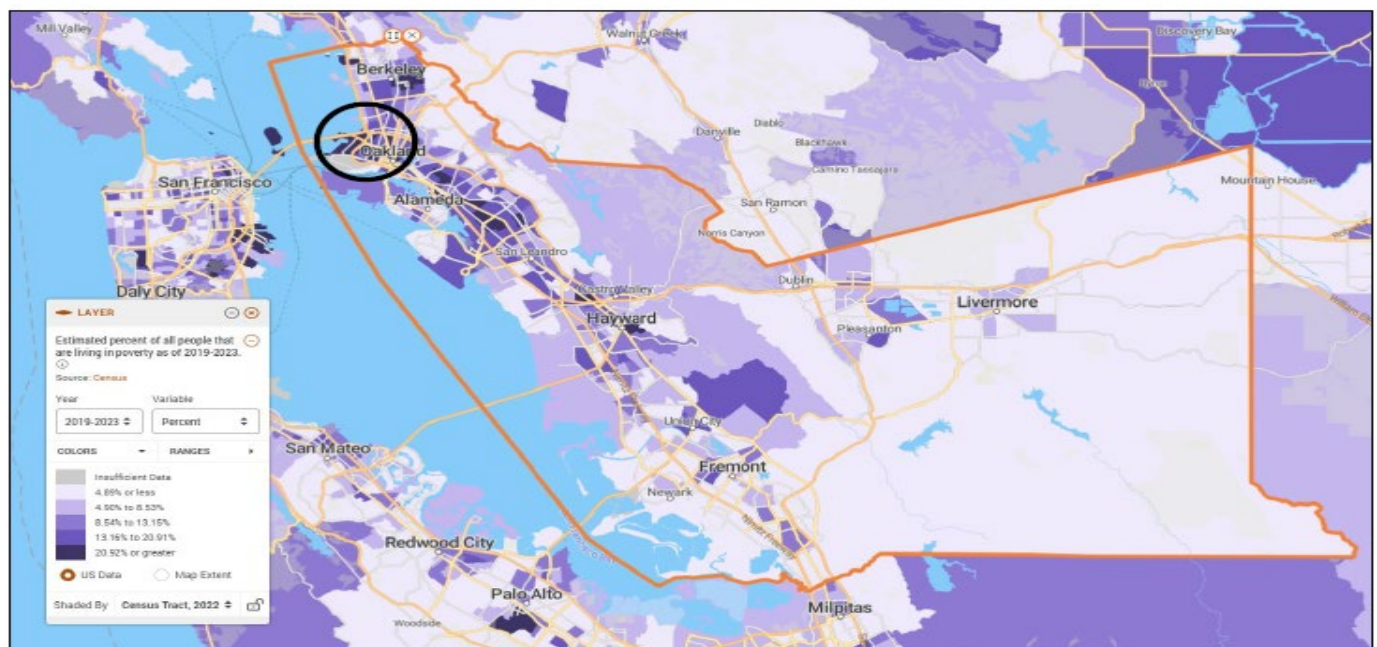 Mill Valley
Walnut Creek
Discovery Bay
Berkeley
Byron
Danville
Diablo
Blackhawk
Oakland
Camino Tassajara
San Francisco
Mountain House
Alameda
San Ramon
Norris Canyon
San Leandro
Dublin
Daly City
Castro Valley
Livermore
Hayward
Pleasanton
LAYER
Estimated percent of all people that
are living in poverty as of 2019-2023.
Source: Census
Year Variable
2019-2023 Percent
COLORS RANGES
Insufficient Data
4.89% or less
4.90% to 8.53%
8.54% to 13.15%
13.16% to 20.91%
20.92% or greater
US Data Map Extent
Shaded By Census Tract, 2022
Union City
San Mateo
Fremont
Newark
Nimitz Freeway
Redwood City
Palo Alto
Milpitas
Woodside